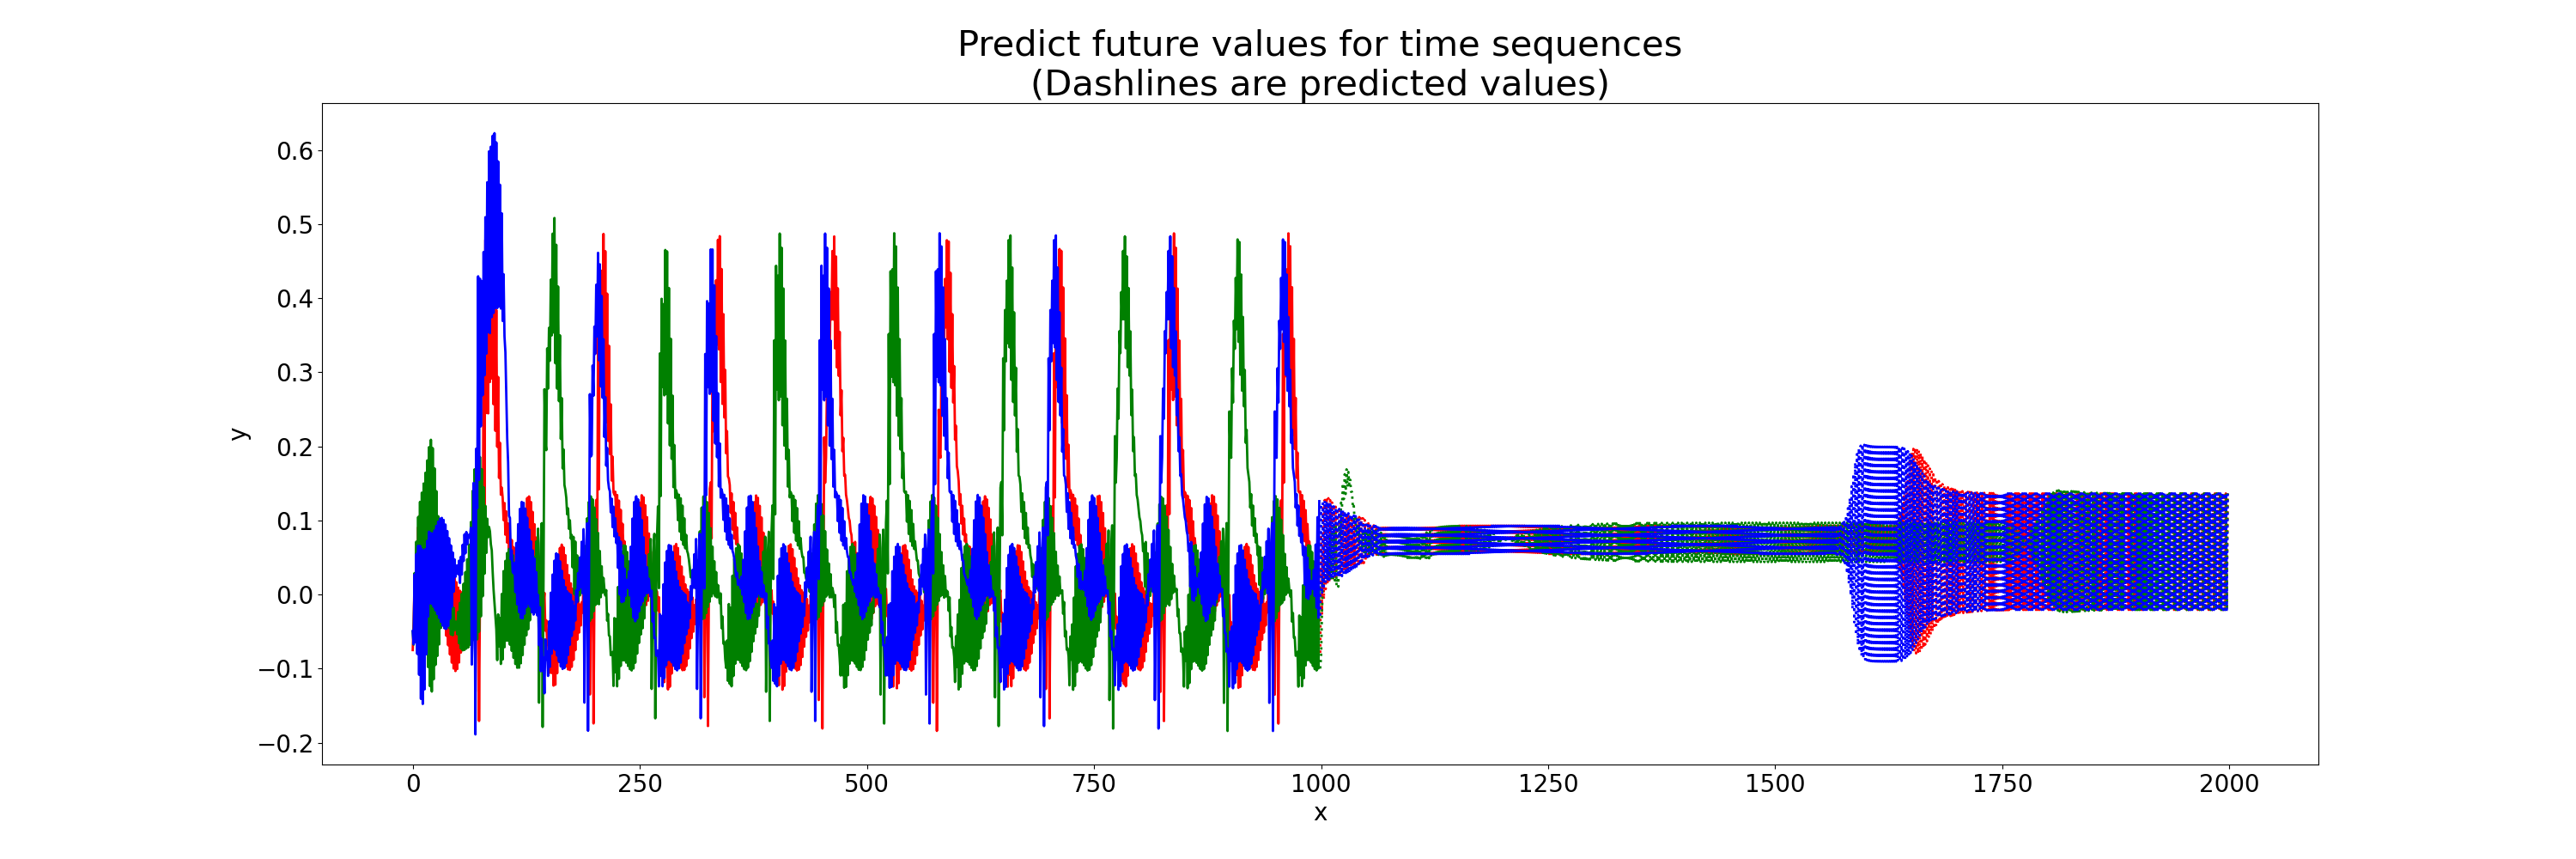 Predict future values for time sequences
(Dashlines are predicted values)
0.6
0.5
0.4
0.3
0.2
0.1
0.0
−0.1
−0.2
y
0 250 500 750 1000 1250 1500 1750 2000
x